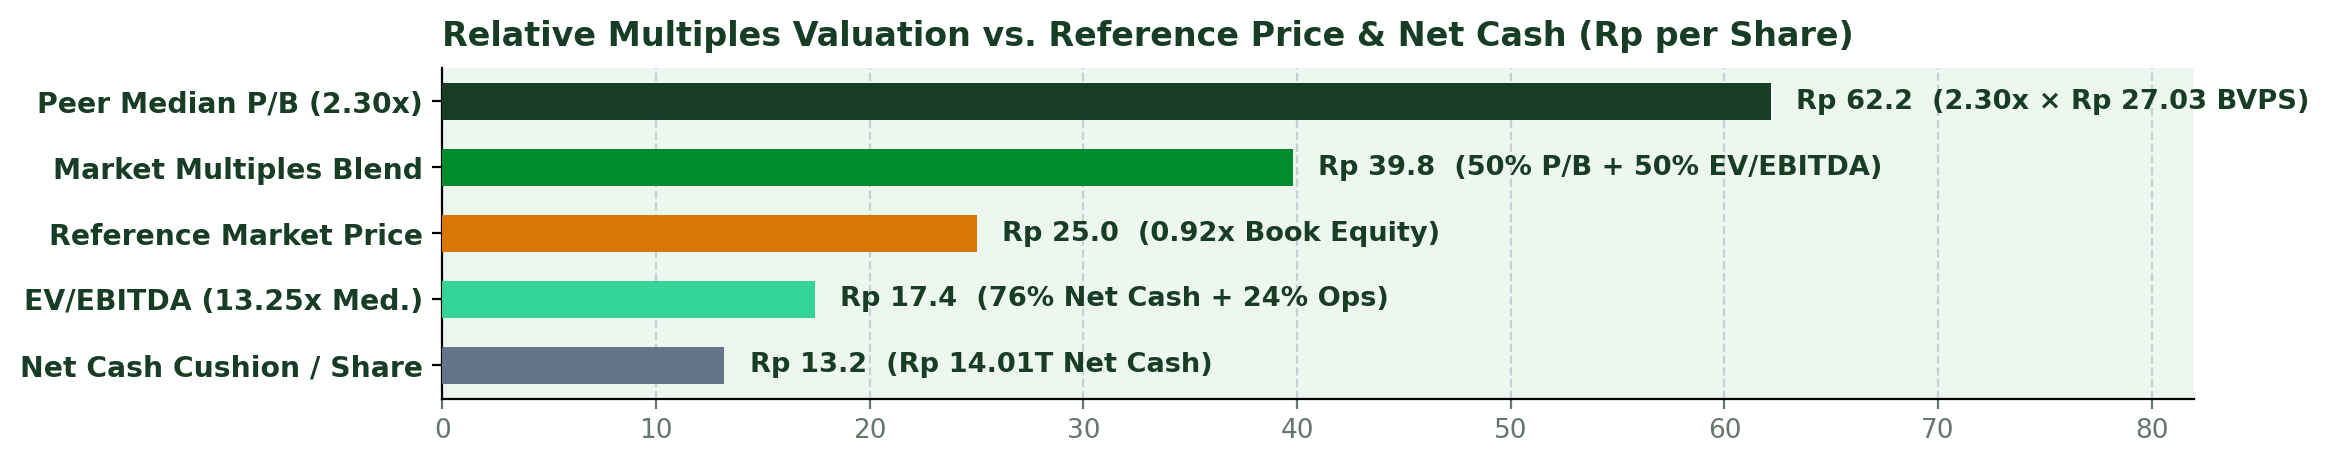 Relative Multiples Valuation vs. Reference Price & Net Cash (Rp per Share)
Peer Median P/B (2.30x) Rp 62.2 (2.30x × Rp 27.03 BVPS)
Market Multiples Blend Rp 39.8 (50% P/B + 50% EV/EBITDA)
Reference Market Price Rp 25.0 (0.92x Book Equity)
EV/EBITDA (13.25x Med.) Rp 17.4 (76% Net Cash + 24% Ops)
Net Cash Cushion / Share Rp 13.2 (Rp 14.01T Net Cash)
0 10 20 30 40 50 60 70 80